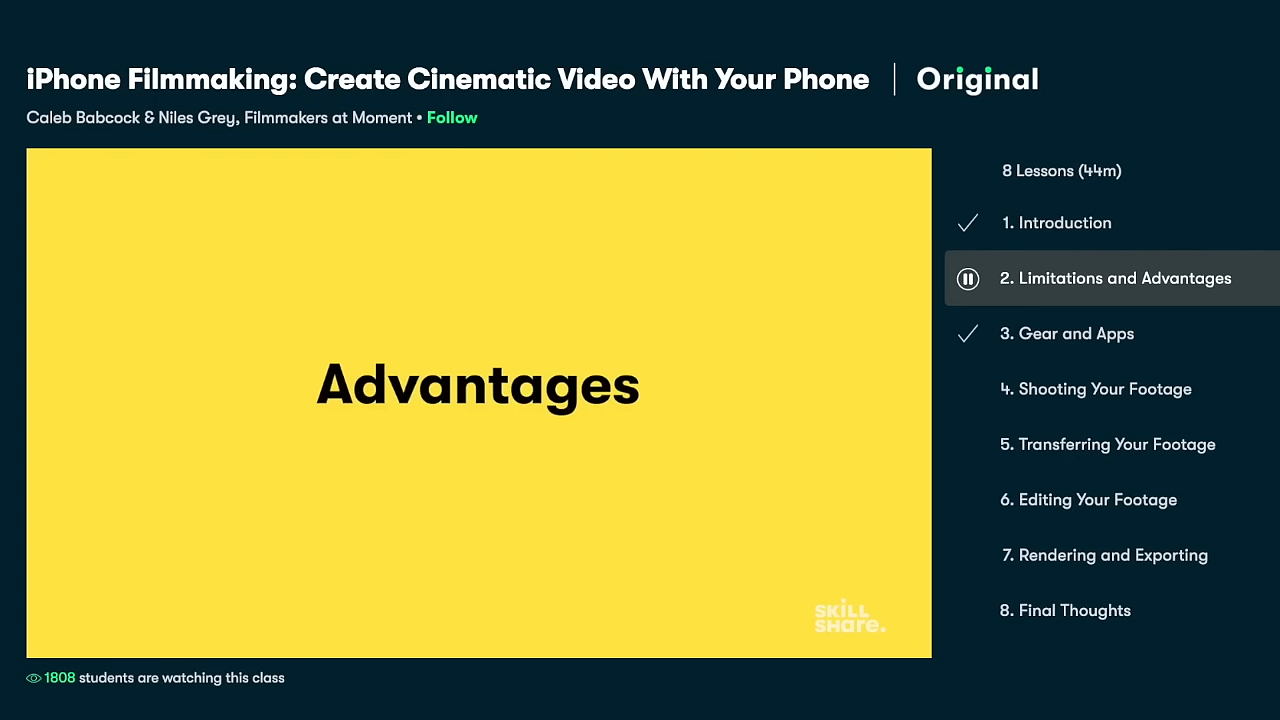 iPhone Filmmaking: Create Cinematic Video With Your Phone | Original
Caleb Babcock & Niles Grey, Filmmakers at Moment • Follow
Advantages
SKiLL
SHare.
8 Lessons (44m)
1. Introduction
2. Limitations and Advantages
3. Gear and Apps
4. Shooting Your Footage
5. Transferring Your Footage
6. Editing Your Footage
7. Rendering and Exporting
8. Final Thoughts
1808 students are watching this class